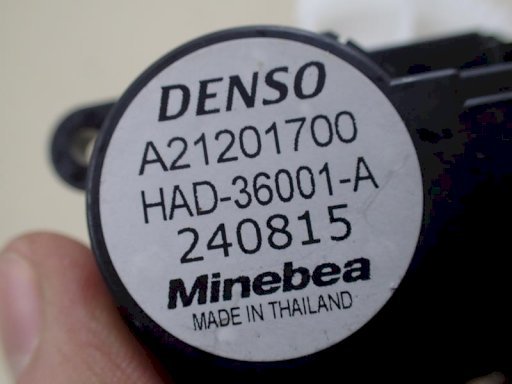 DENSO
A21201700
HAD-36001-A
240815
Minebea
MADE IN THAILAND